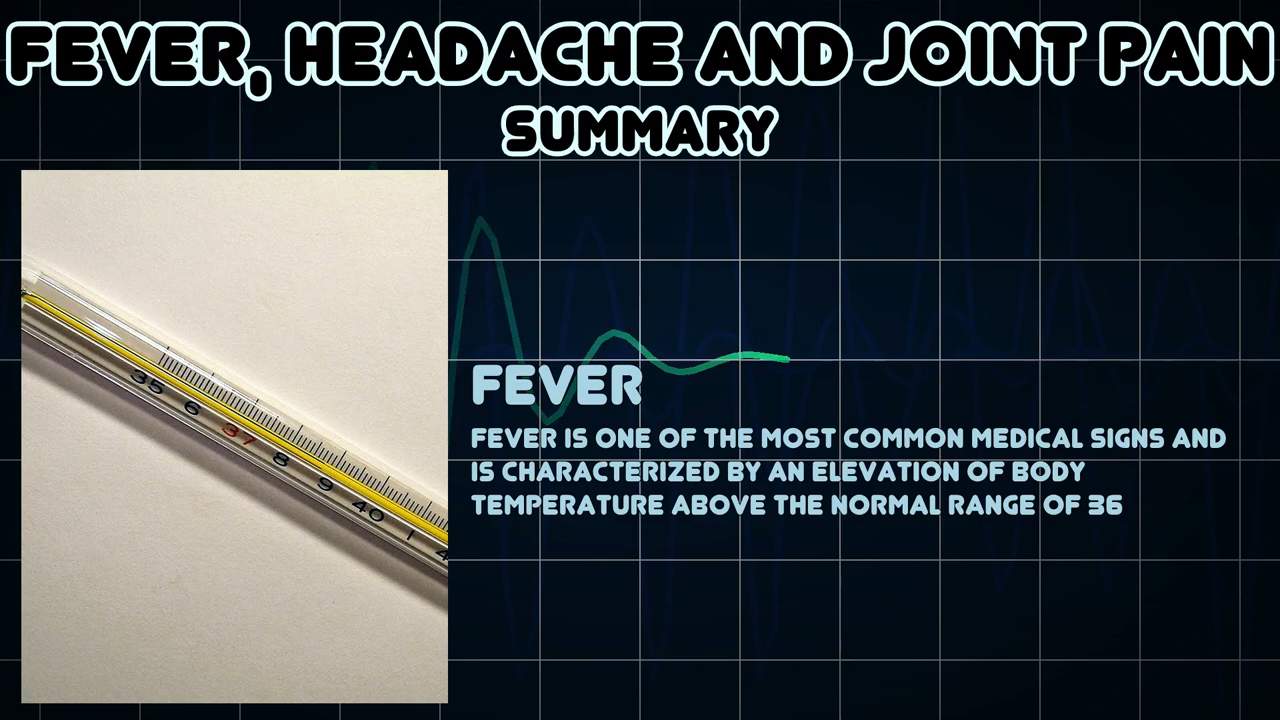 FEVER, HEADACHE AND JOINT PAIN
SUMMARY
35
6
37
8
9
40
1
FEVER
FEVER IS ONE OF THE MOST COMMON MEDICAL SIGNS AND
IS CHARACTERIZED BY AN ELEVATION OF BODY
TEMPERATURE ABOVE THE NORMAL RANGE OF 36